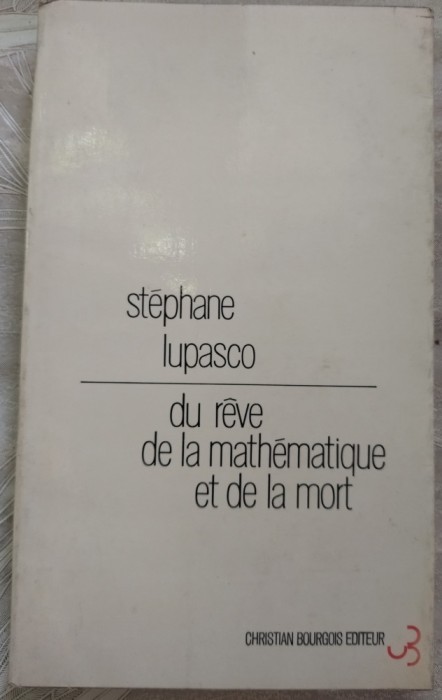 stéphane
lupasco
du rêve
de la mathématique
et de la mort
CHRISTIAN BOURGOIS EDITEUR